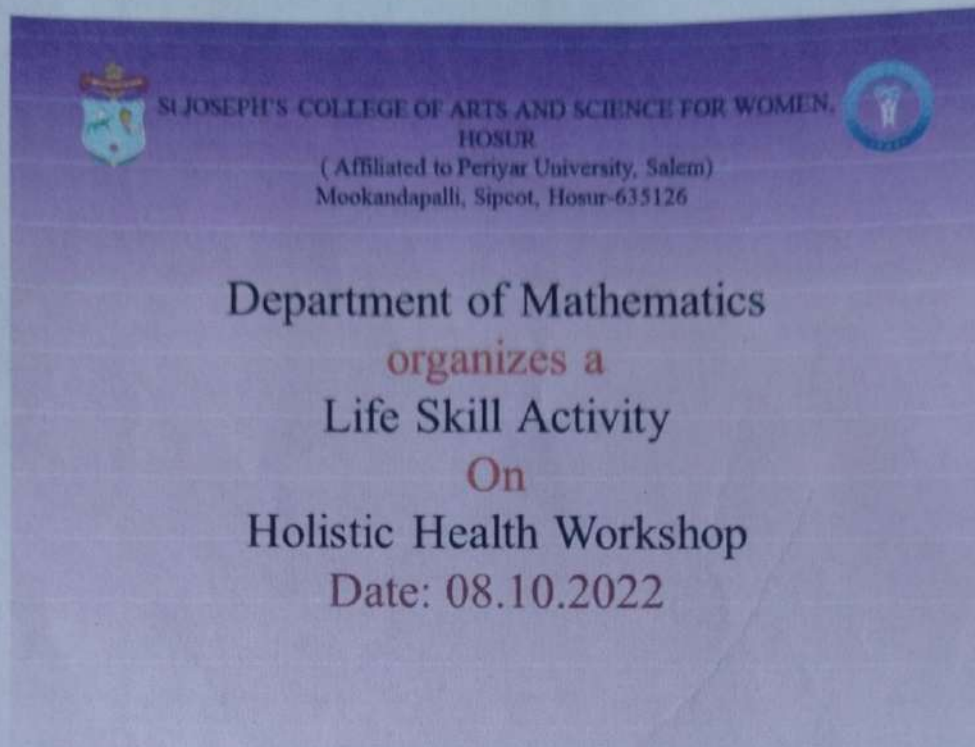 St.JOSEPH'S COLLEGE OF ARTS AND SCIENCE FOR WOMEN,
HOSUR
( Affiliated to Periyar University, Salem)
Mookandapalli, Sipcot, Hosur-635126
Department of Mathematics
organizes a
Life Skill Activity
On
Holistic Health Workshop
Date: 08.10.2022